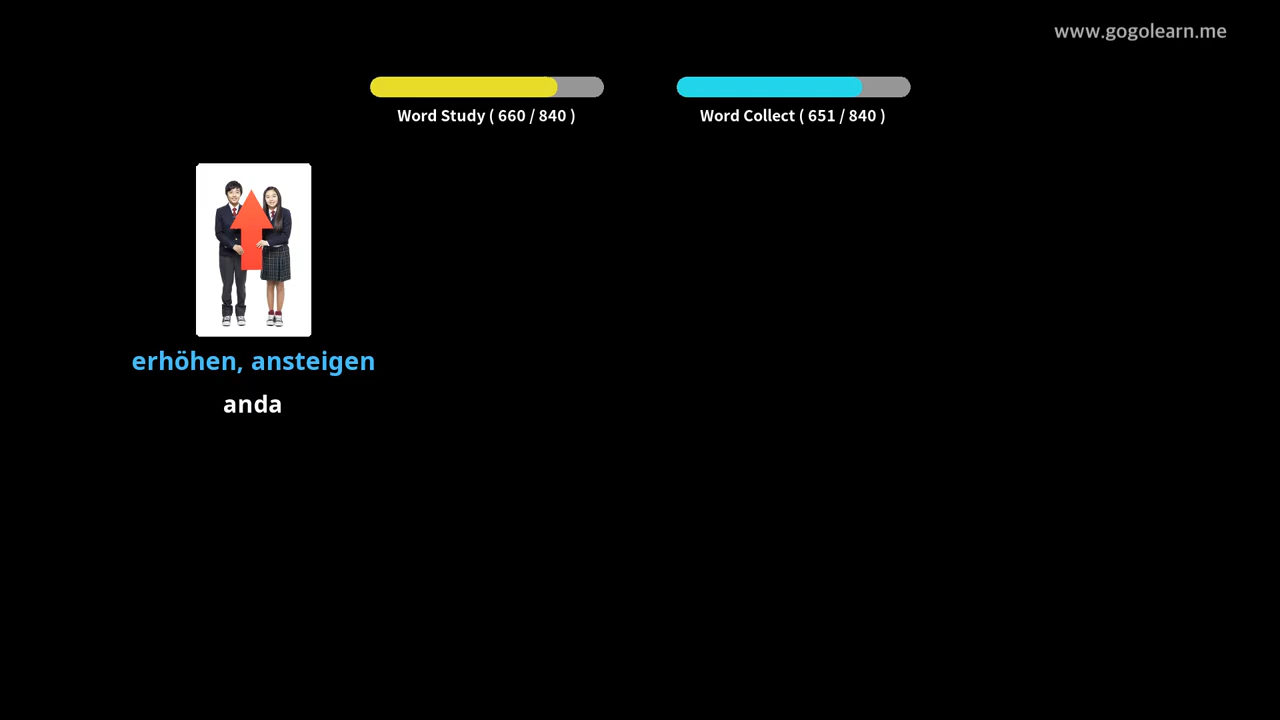 www.gogolearn.me
Word Study ( 660 / 840 )
Word Collect ( 651 / 840 )
erhöhen, ansteigen
anda